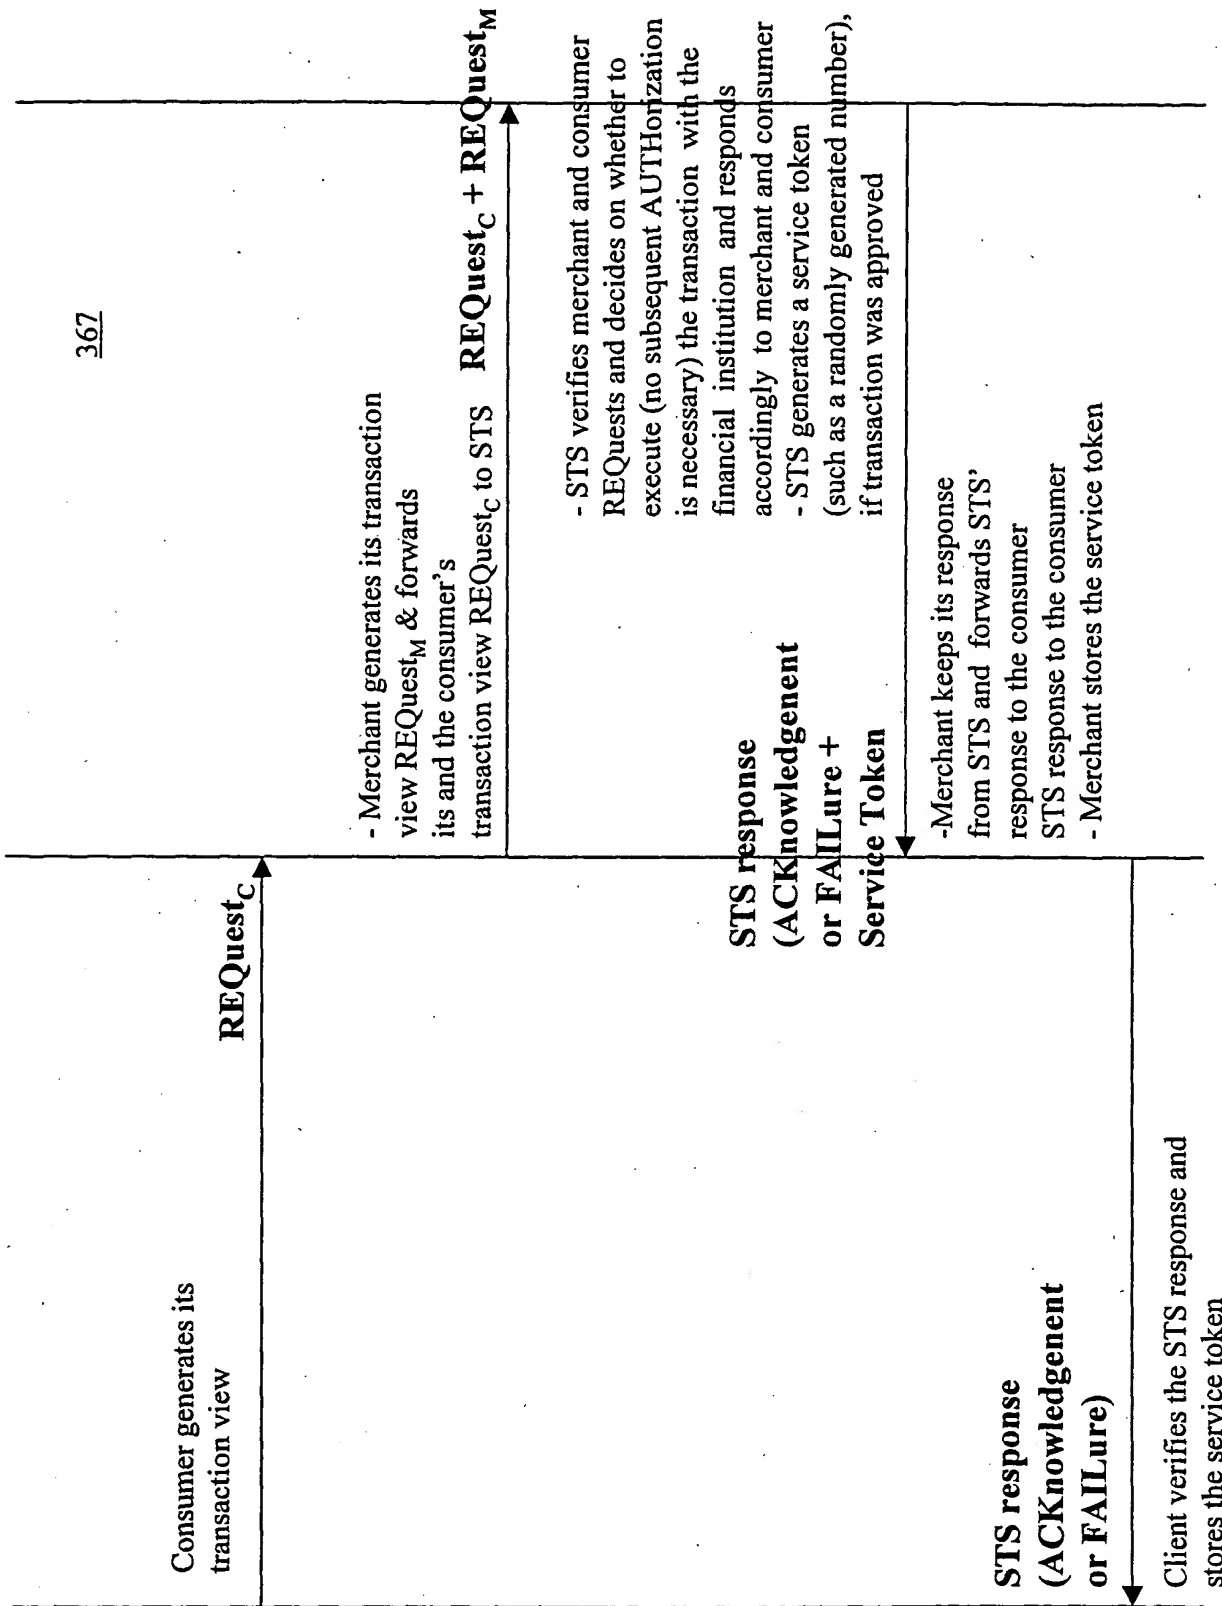 367
Consumer generates its
transaction view
REQuest_C
- Merchant generates its transaction
view REQuest_M & forwards
its and the consumer's
transaction view REQuest_C to STS
REQuest_C + REQuest_M
- STS verifies merchant and consumer
REQuests and decides on whether to
execute (no subsequent AUTHorization
is necessary) the transaction with the
financial institution and responds
accordingly to merchant and consumer
- STS generates a service token
(such as a randomly generated number),
if transaction was approved
STS response
(ACKnowledgenent
or FAILure +
Service Token
-Merchant keeps its response
from STS and forwards STS'
response to the consumer
STS response to the consumer
- Merchant stores the service token
STS response
(ACKnowledgenent
or FAILure)
Client verifies the STS response and
stores the service token